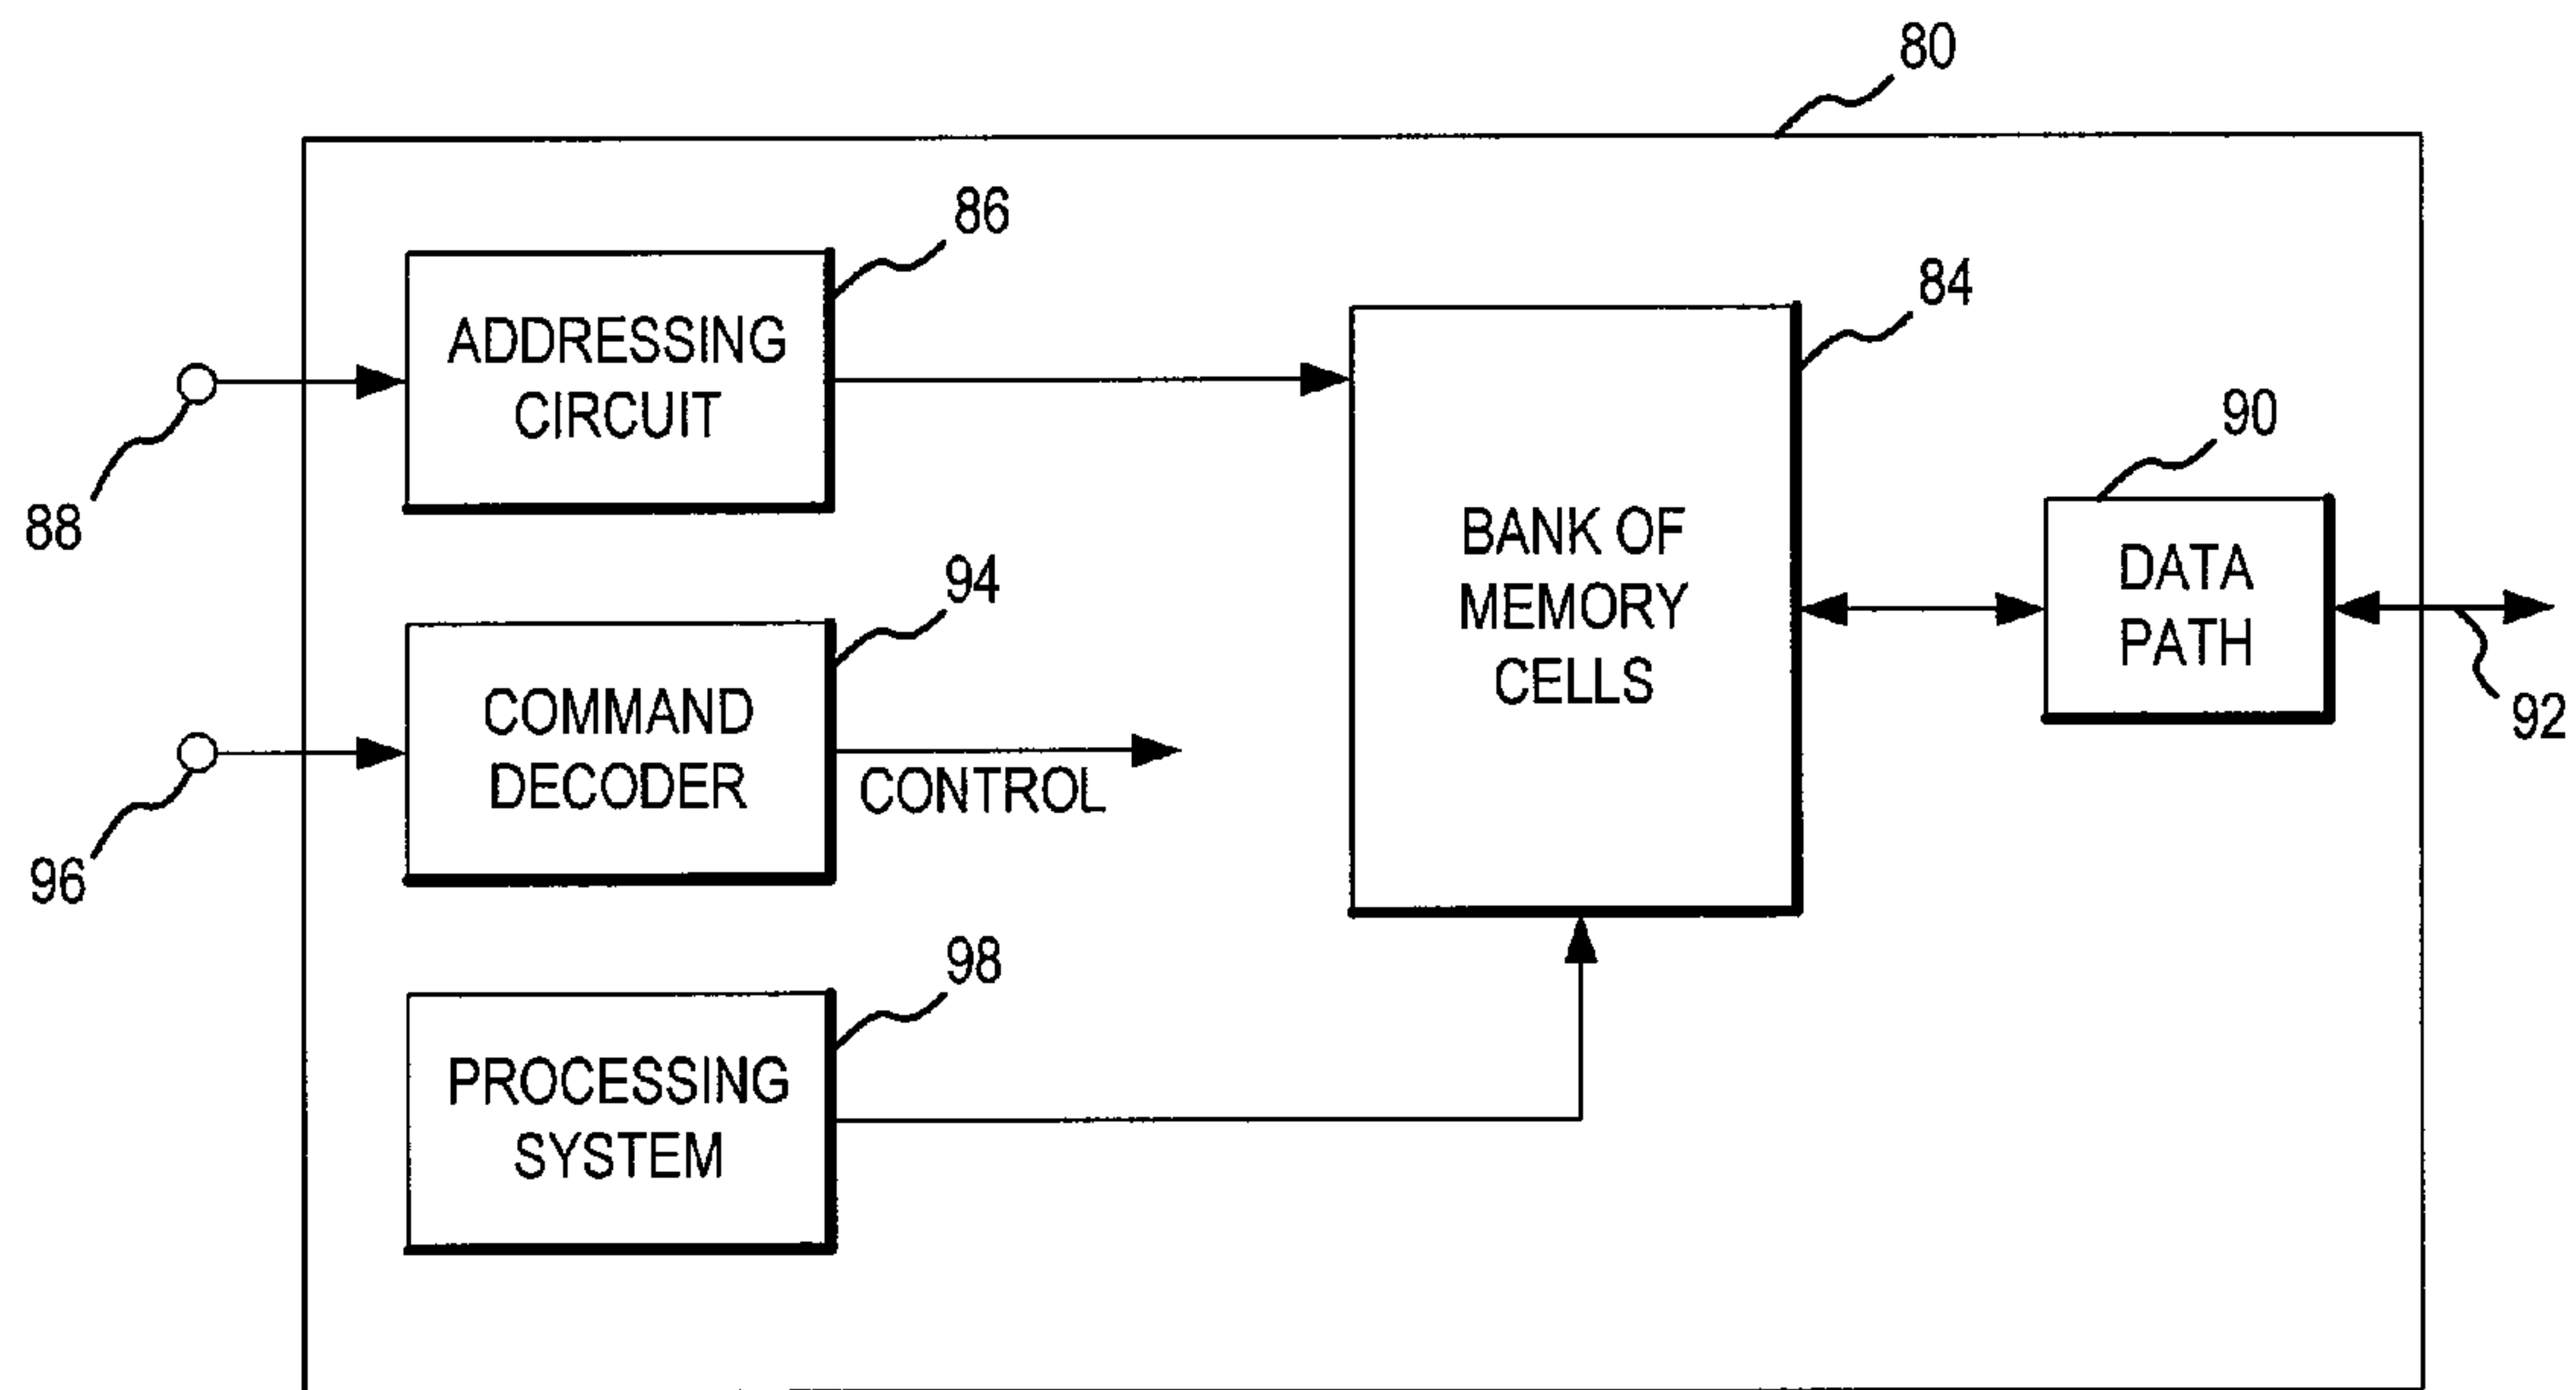 80
86
ADDRESSING
CIRCUIT
88
84
BANK OF
MEMORY
CELLS
90
DATA
PATH
92
94
COMMAND
DECODER
CONTROL
96
98
PROCESSING
SYSTEM